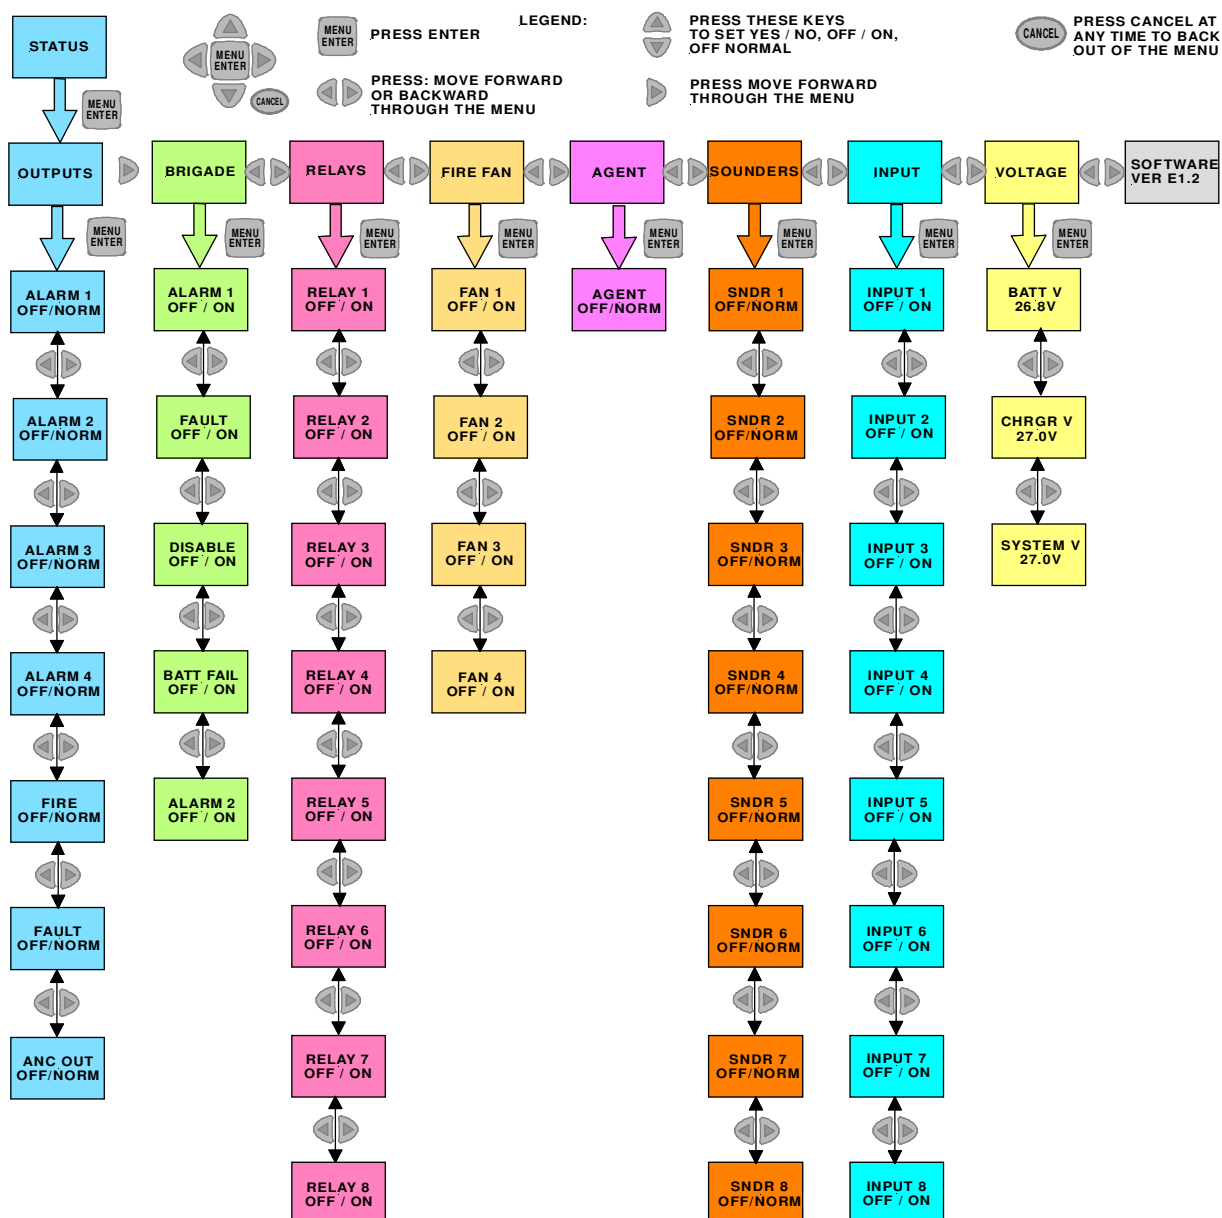 STATUS
MENU
ENTER
CANCEL
MENU
ENTER
PRESS ENTER
PRESS: MOVE FORWARD
OR BACKWARD
THROUGH THE MENU
LEGEND:
PRESS THESE KEYS
TO SET YES / NO, OFF / ON,
OFF NORMAL
PRESS MOVE FORWARD
THROUGH THE MENU
CANCEL
PRESS CANCEL AT
ANY TIME TO BACK
OUT OF THE MENU
MENU
ENTER
OUTPUTS
BRIGADE
RELAYS
FIRE FAN
AGENT
SOUNDERS
INPUT
VOLTAGE
SOFTWARE
VER E1.2
MENU
ENTER
MENU
ENTER
MENU
ENTER
MENU
ENTER
MENU
ENTER
MENU
ENTER
MENU
ENTER
MENU
ENTER
ALARM 1
OFF/NORM
ALARM 1
OFF / ON
RELAY 1
OFF / ON
FAN 1
OFF / ON
AGENT
OFF/NORM
SNDR 1
OFF/NORM
INPUT 1
OFF / ON
BATT V
26.8V
ALARM 2
OFF/NORM
FAULT
OFF / ON
RELAY 2
OFF / ON
FAN 2
OFF / ON
SNDR 2
OFF/NORM
INPUT 2
OFF / ON
CHRGR V
27.0V
ALARM 3
OFF/NORM
DISABLE
OFF / ON
RELAY 3
OFF / ON
FAN 3
OFF / ON
SNDR 3
OFF/NORM
INPUT 3
OFF / ON
SYSTEM V
27.0V
ALARM 4
OFF/NORM
BATT FAIL
OFF / ON
RELAY 4
OFF / ON
FAN 4
OFF / ON
SNDR 4
OFF/NORM
INPUT 4
OFF / ON
FIRE
OFF/NORM
ALARM 2
OFF / ON
RELAY 5
OFF / ON
SNDR 5
OFF/NORM
INPUT 5
OFF / ON
FAULT
OFF/NORM
RELAY 6
OFF / ON
SNDR 6
OFF/NORM
INPUT 6
OFF / ON
ANC OUT
OFF/NORM
RELAY 7
OFF / ON
SNDR 7
OFF/NORM
INPUT 7
OFF / ON
RELAY 8
OFF / ON
SNDR 8
OFF/NORM
INPUT 8
OFF / ON